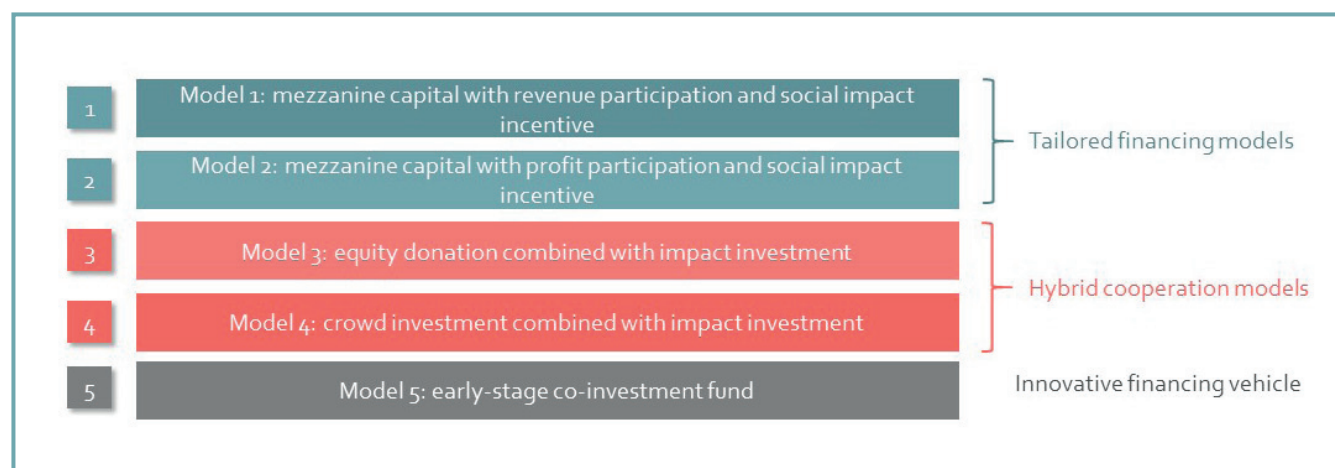 1
Model 1: mezzanine capital with revenue participation and social impact
incentive
2
Model 2: mezzanine capital with profit participation and social impact
incentive
Tailored financing models
3
Model 3: equity donation combined with impact investment
4
Model 4: crowd investment combined with impact investment
Hybrid cooperation models
5
Model 5: early-stage co-investment fund
Innovative financing vehicle